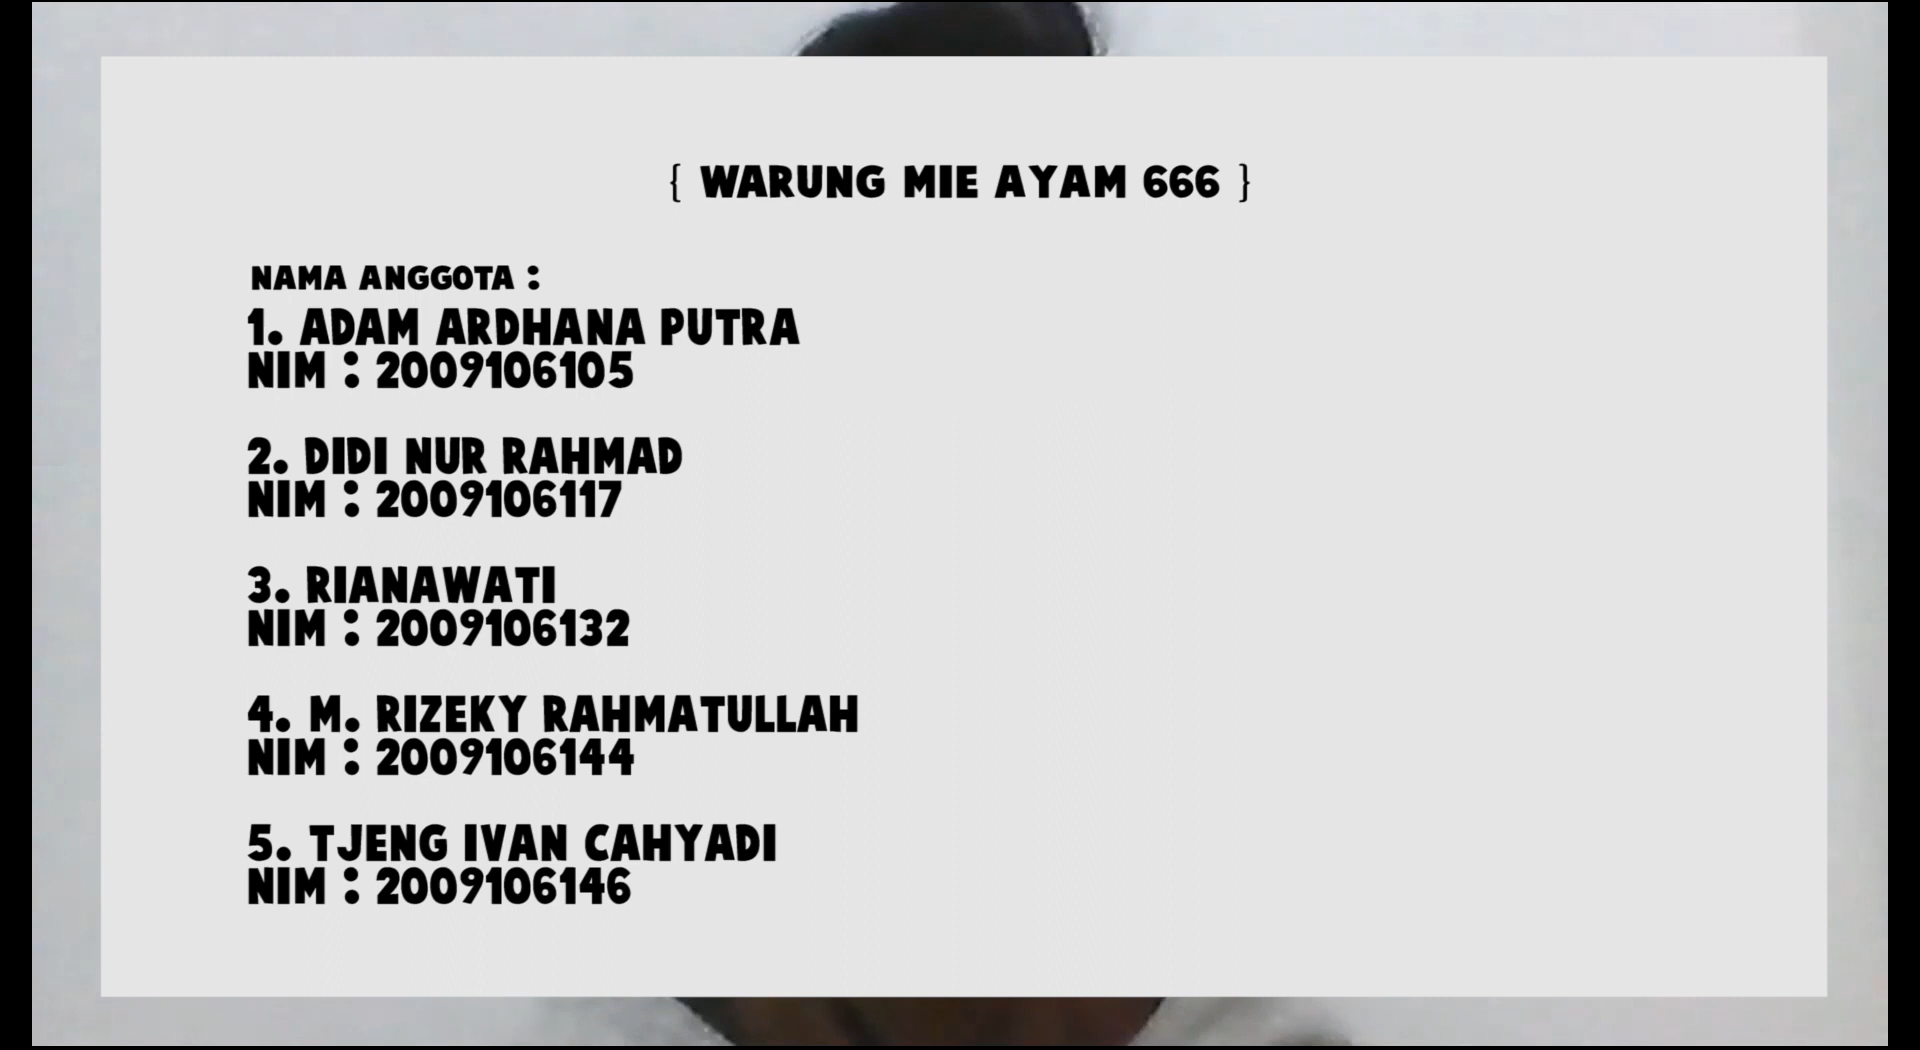 { WARUNG MIE AYAM 666 }
NAMA ANGGOTA :
1. ADAM ARDHANA PUTRA
NIM : 2009106105
2. DIDI NUR RAHMAD
NIM : 2009106117
3. RIANAWATI
NIM : 2009106132
4. M. RIZEKY RAHMATULLAH
NIM : 2009106144
5. TJENG IVAN CAHYADI
NIM : 2009106146